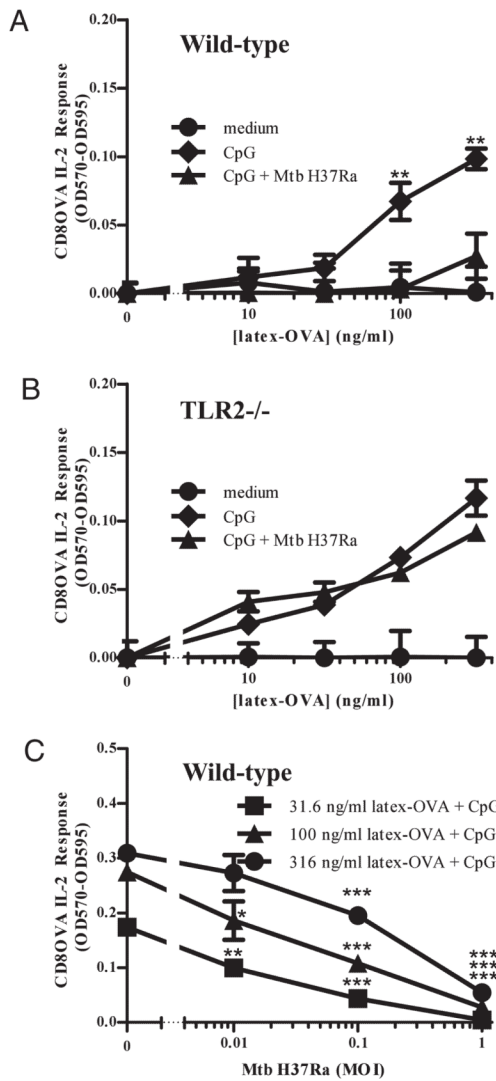 A
Wild-type
0.20
0.15
0.10
0.05
0.00
CD8OVA IL-2 Response
(OD570-OD595)
medium
CpG
CpG + Mtb H37Ra
**
**
0
10
100
[latex-OVA] (ng/ml)
B
TLR2-/-
0.20
0.15
0.10
0.05
0.00
CD8OVA IL-2 Response
(OD570-OD595)
medium
CpG
CpG + Mtb H37Ra
0
10
100
[latex-OVA] (ng/ml)
C
Wild-type
0.5
0.4
0.3
0.2
0.1
0.0
CD8OVA IL-2 Response
(OD570-OD595)
31.6 ng/ml latex-OVA + CpG
100 ng/ml latex-OVA + CpG
316 ng/ml latex-OVA + CpG
***
*
**
***
***
***
***
***
0
0.01
0.1
1
Mtb H37Ra (MOI)